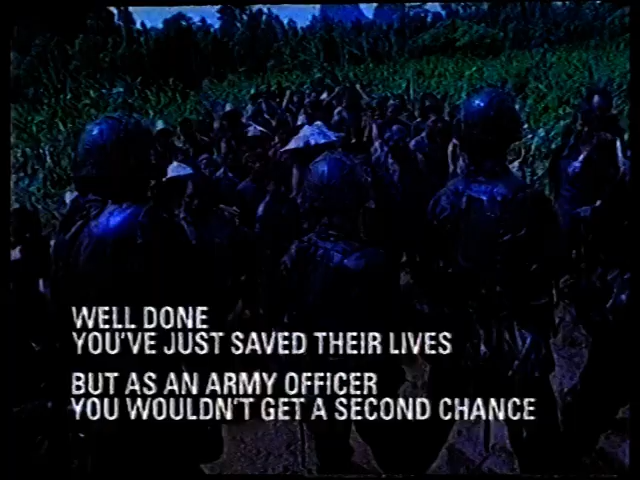 WELL DONE
YOU'VE JUST SAVED THEIR LIVES
BUT AS AN ARMY OFFICER
YOU WOULDN'T GET A SECOND CHANCE